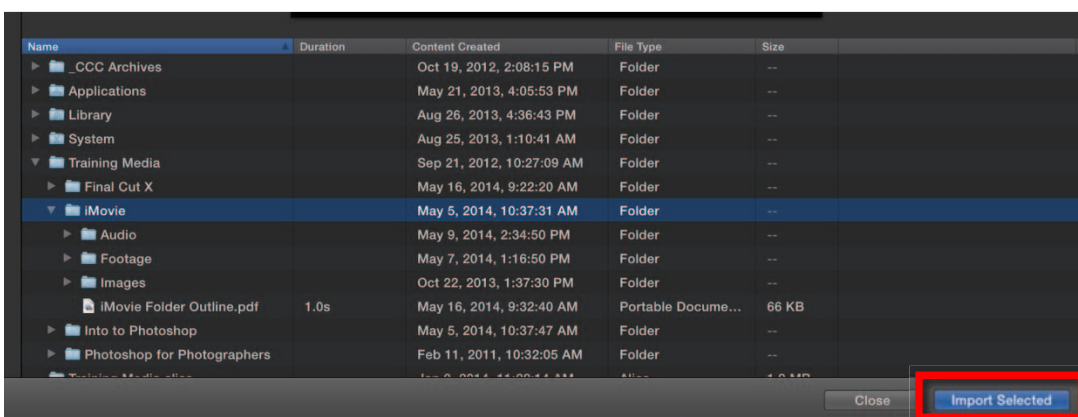 Name Duration Content Created File Type Size
_CCC Archives Oct 19, 2012, 2:08:15 PM Folder --
Applications May 21, 2013, 4:05:53 PM Folder --
Library Aug 26, 2013, 4:36:43 PM Folder --
System Aug 25, 2013, 1:10:41 AM Folder --
Training Media Sep 21, 2012, 10:27:09 AM Folder --
Final Cut X May 16, 2014, 9:22:20 AM Folder --
iMovie May 5, 2014, 10:37:31 AM Folder --
Audio May 9, 2014, 2:34:50 PM Folder --
Footage May 7, 2014, 1:16:50 PM Folder --
Images Oct 22, 2013, 1:37:30 PM Folder --
iMovie Folder Outline.pdf 1.0s May 16, 2014, 9:32:40 AM Portable Docume... 66 KB
Into to Photoshop May 5, 2014, 10:37:47 AM Folder --
Photoshop for Photographers Feb 11, 2011, 10:32:05 AM Folder --
Training Media alias
Close Import Selected